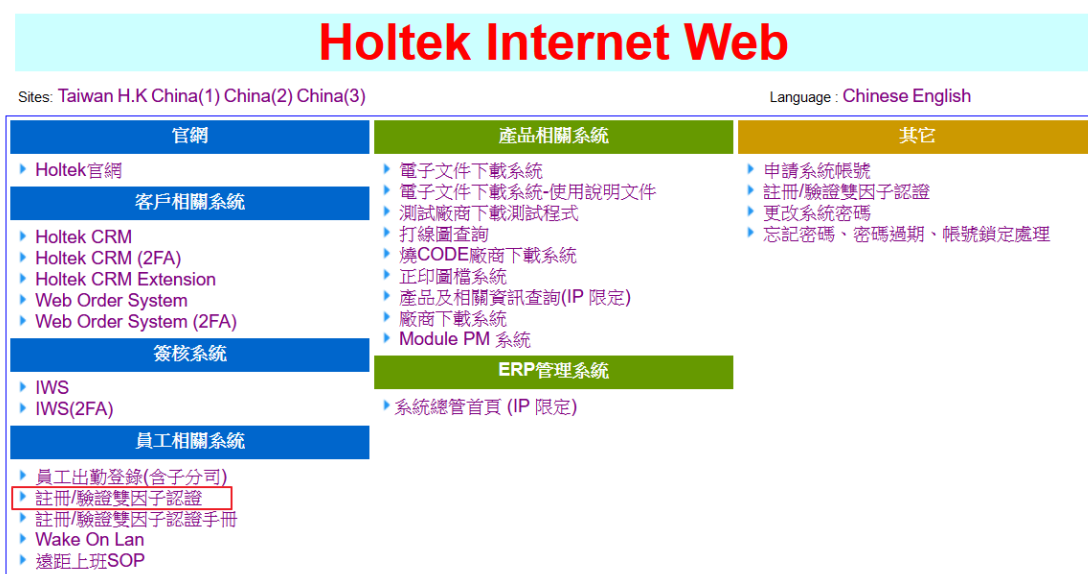 Holtek Internet Web
Sites: Taiwan H.K China(1) China(2) China(3)
Language : Chinese English
官網
Holtek官網
客戶相關系統
Holtek CRM
Holtek CRM (2FA)
Holtek CRM Extension
Web Order System
Web Order System (2FA)
簽核系統
IWS
IWS(2FA)
員工相關系統
員工出勤登錄(含子分司)
註冊/驗證雙因子認證
註冊/驗證雙因子認證手冊
Wake On Lan
遠距上班SOP
產品相關系統
電子文件下載系統
電子文件下載系統-使用說明文件
測試廠商下載測試程式
打線圖查詢
燒CODE廠商下載系統
正印圖檔系統
產品及相關資訊查詢(IP 限定)
廠商下載系統
Module PM 系統
ERP管理系統
系統總管首頁 (IP 限定)
其它
申請系統帳號
註冊/驗證雙因子認證
更改系統密碼
忘記密碼、密碼過期、帳號鎖定處理